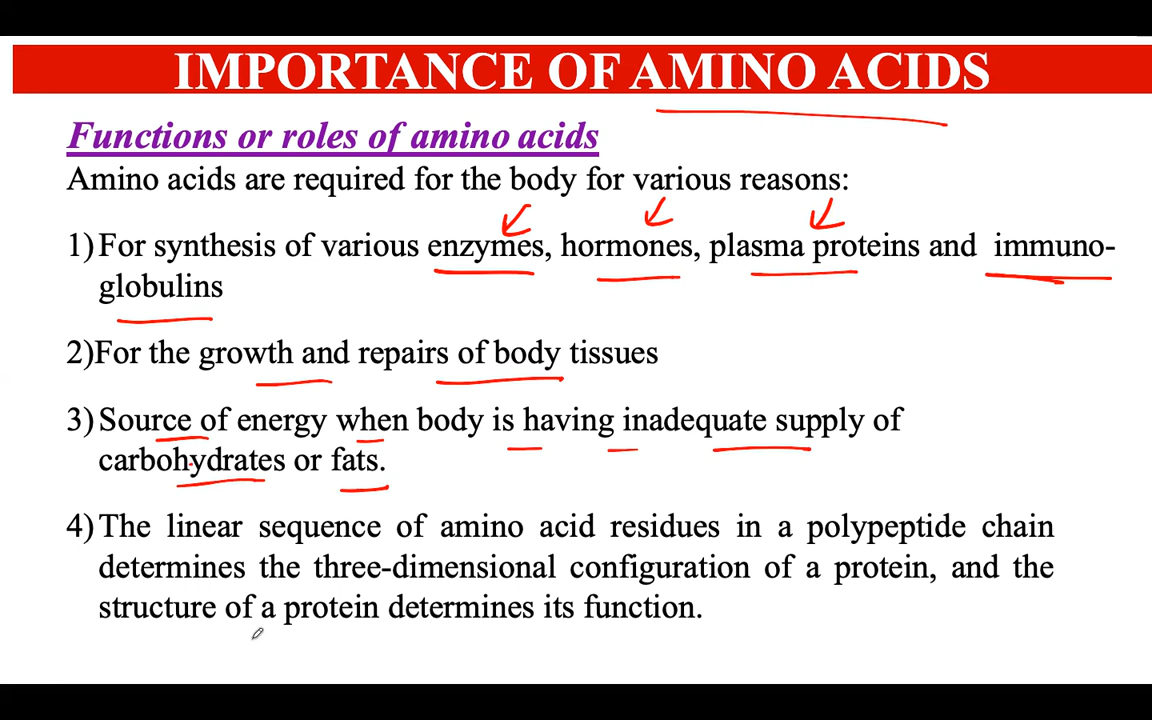 IMPORTANCE OF AMINO ACIDS
Functions or roles of amino acids
Amino acids are required for the body for various reasons:
1) For synthesis of various enzymes, hormones, plasma proteins and immuno-
globulins
2)For the growth and repairs of body tissues
3) Source of energy when body is having inadequate supply of
carbohydrates or fats.
4) The linear sequence of amino acid residues in a polypeptide chain
determines the three-dimensional configuration of a protein, and the
structure of a protein determines its function.